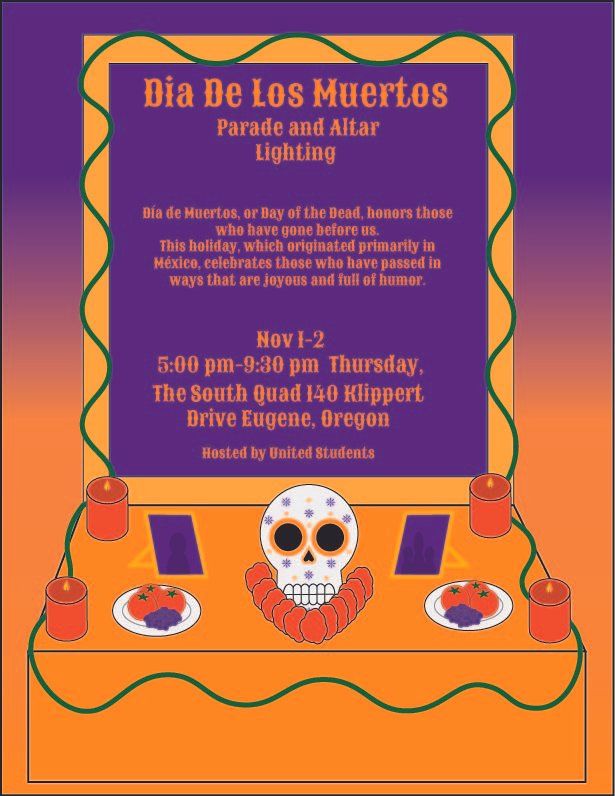 Dia De Los Muertos
Parade and Altar
Lighting
Día de Muertos, or Day of the Dead, honors those
who have gone before us.
This holiday, which originated primarily in
México, celebrates those who have passed in
ways that are joyous and full of humor.
Nov 1-2
5:00 pm-9:30 pm Thursday,
The South Quad 140 Klippert
Drive Eugene, Oregon
Hosted by United Students